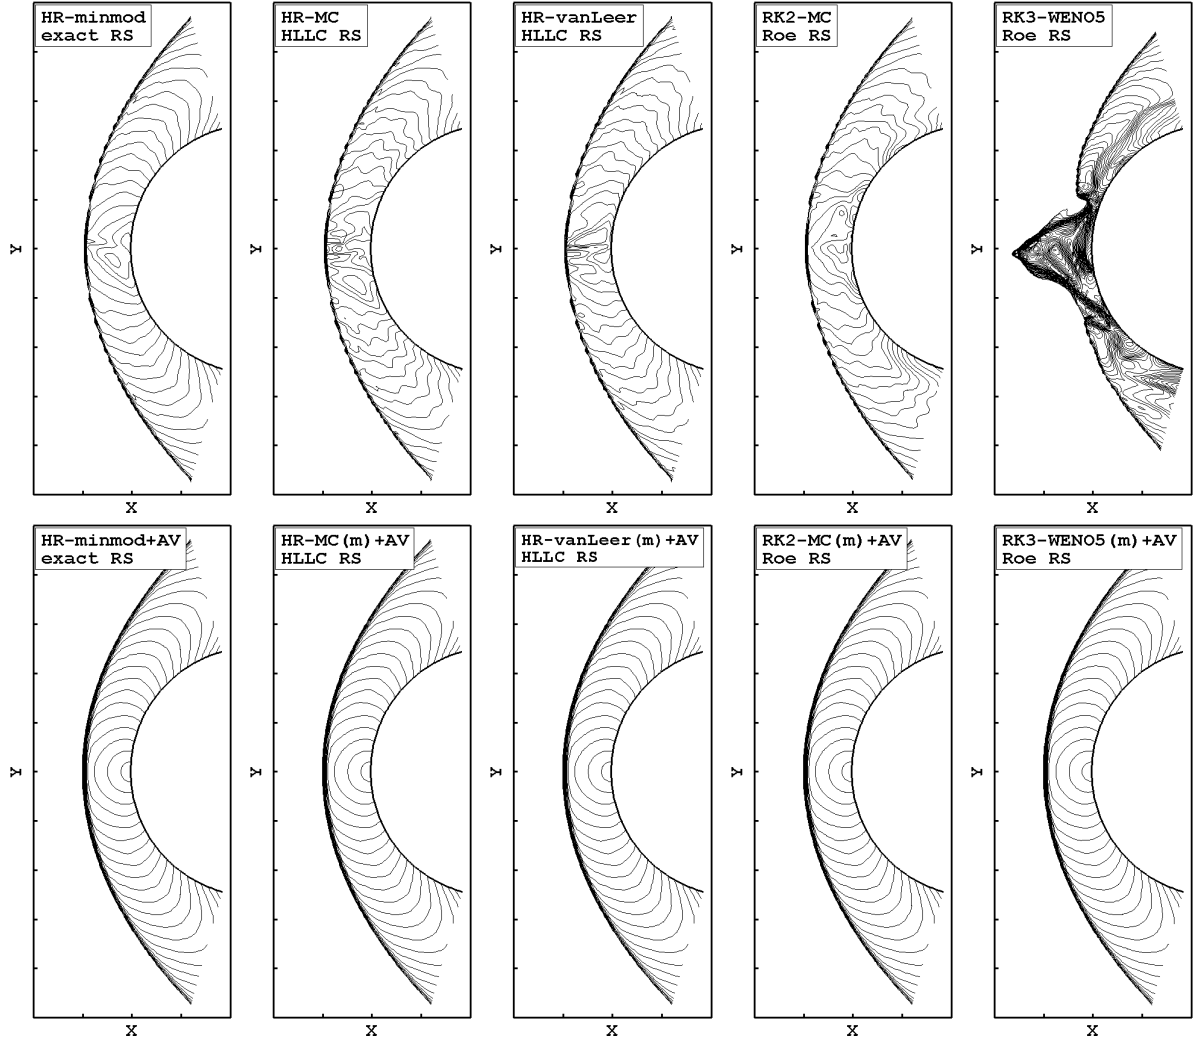 HR-minmod
exact RS
HR-MC
HLLC RS
HR-vanLeer
HLLC RS
RK2-MC
Roe RS
RK3-WENO5
Roe RS
Y
Y
Y
Y
Y
X
X
X
X
X
HR-minmod+AV
exact RS
HR-MC(m)+AV
HLLC RS
HR-vanLeer(m)+AV
HLLC RS
RK2-MC(m)+AV
Roe RS
RK3-WENO5(m)+AV
Roe RS
Y
Y
Y
Y
Y
X
X
X
X
X